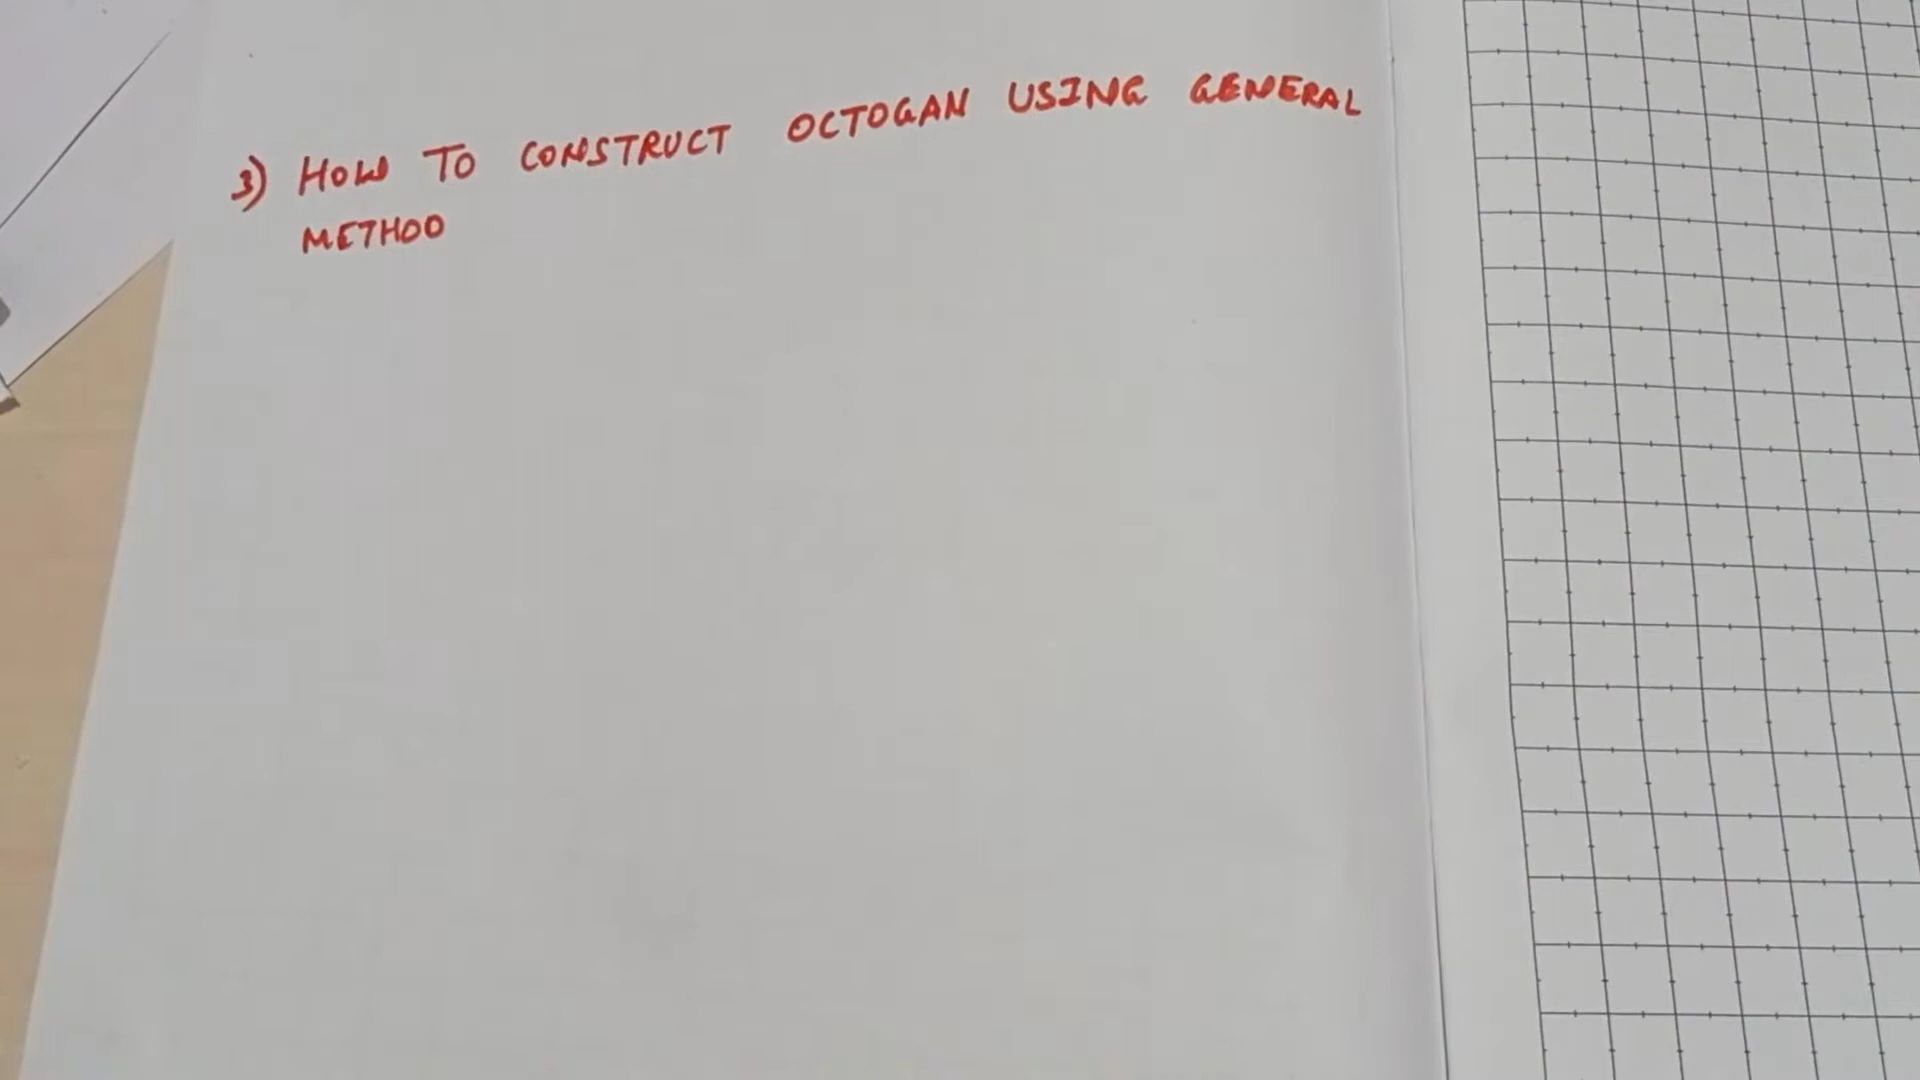 3) HOW TO CONSTRUCT OCTOGAN USING GENERAL
METHOD